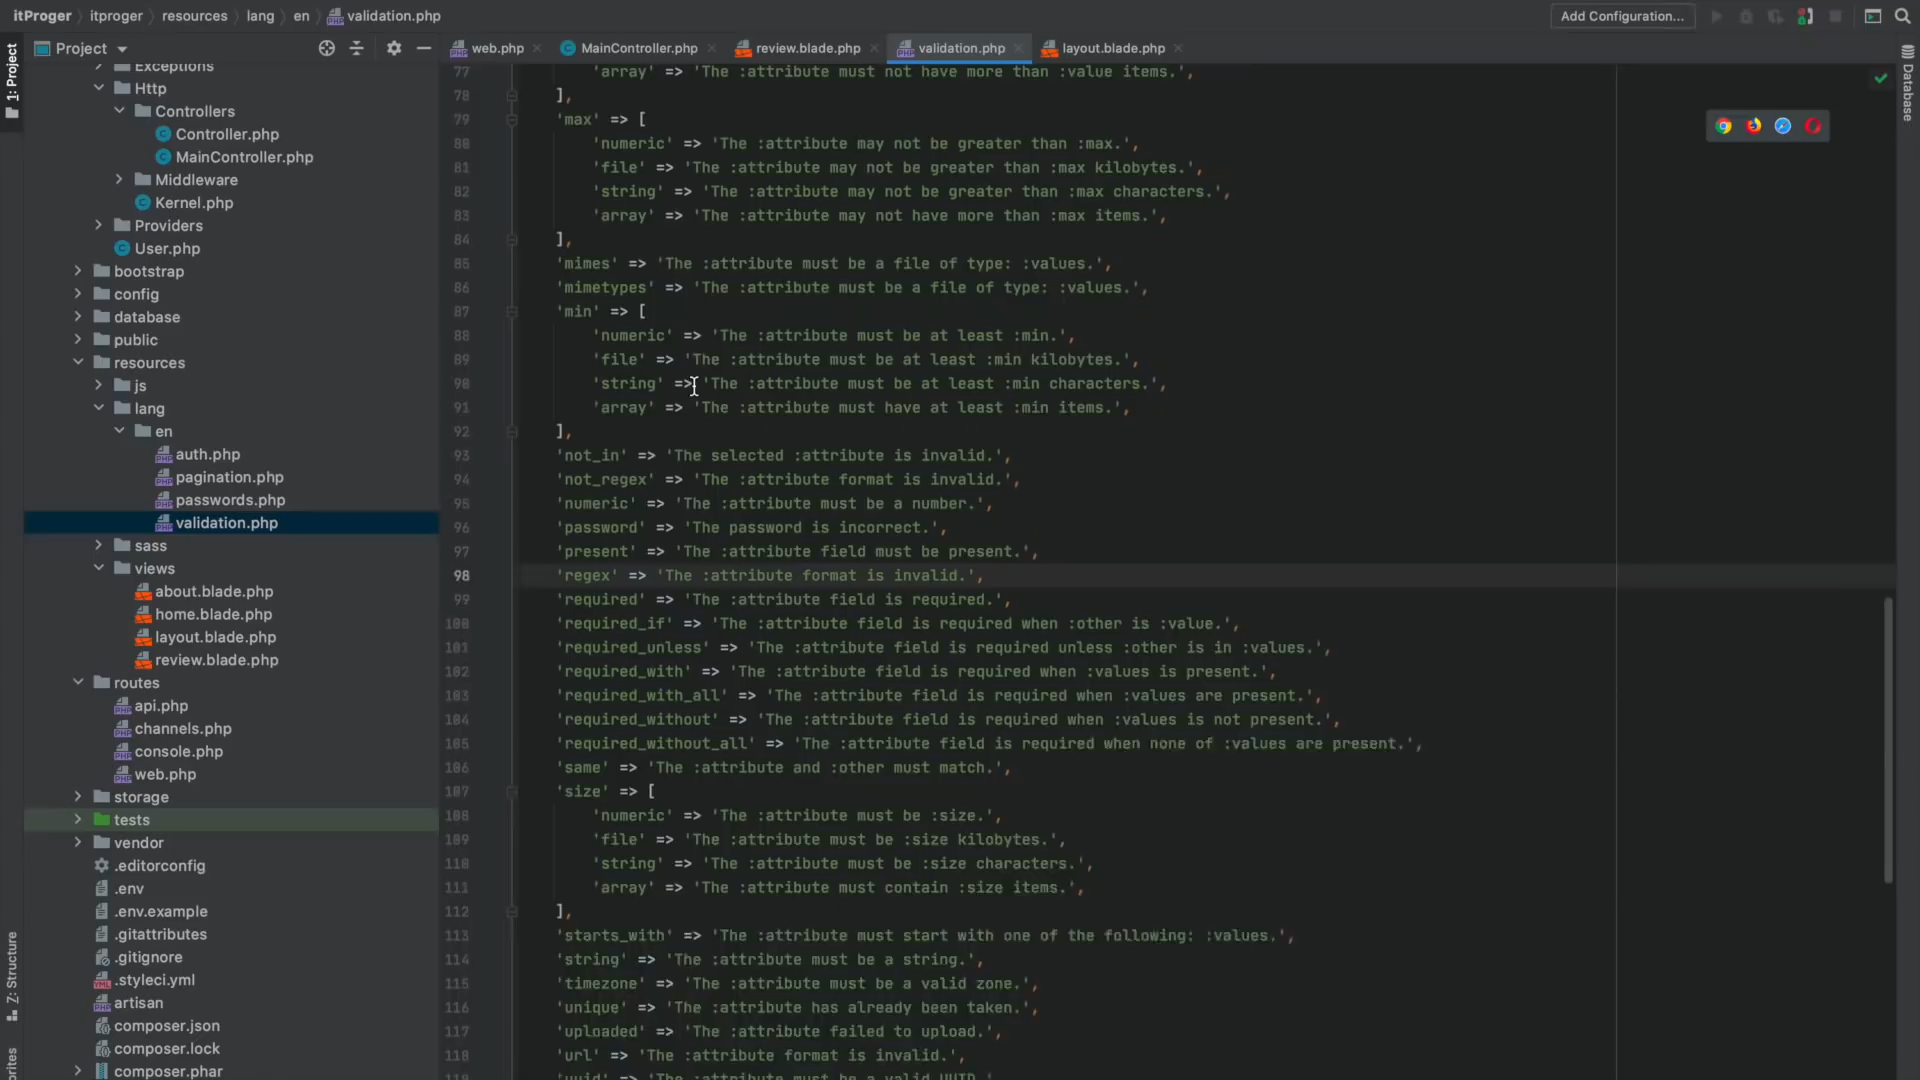 itProger
itproger
resources
lang
en
validation.php
Add Configuration...
1: Project
Project
web.php
MainController.php
review.blade.php
validation.php
layout.blade.php
Database
Exceptions
Http
Controllers
Controller.php
MainController.php
Middleware
Kernel.php
Providers
User.php
bootstrap
config
database
public
resources
js
lang
en
auth.php
pagination.php
passwords.php
validation.php
sass
views
about.blade.php
home.blade.php
layout.blade.php
review.blade.php
routes
api.php
channels.php
console.php
web.php
storage
tests
vendor
.editorconfig
.env
.env.example
.gitattributes
.gitignore
.styleci.yml
artisan
composer.json
composer.lock
composer.phar
Z: Structure
77 'array' => 'The :attribute must not have more than :value items.',
78 ],
79 'max' => [
80 'numeric' => 'The :attribute may not be greater than :max.',
81 'file' => 'The :attribute may not be greater than :max kilobytes.',
82 'string' => 'The :attribute may not be greater than :max characters.',
83 'array' => 'The :attribute may not have more than :max items.',
84 ],
85 'mimes' => 'The :attribute must be a file of type: :values.',
86 'mimetypes' => 'The :attribute must be a file of type: :values.',
87 'min' => [
88 'numeric' => 'The :attribute must be at least :min.',
89 'file' => 'The :attribute must be at least :min kilobytes.',
90 'string' => 'The :attribute must be at least :min characters.',
91 'array' => 'The :attribute must have at least :min items.',
92 ],
93 'not_in' => 'The selected :attribute is invalid.',
94 'not_regex' => 'The :attribute format is invalid.',
95 'numeric' => 'The :attribute must be a number.',
96 'password' => 'The password is incorrect.',
97 'present' => 'The :attribute field must be present.',
98 'regex' => 'The :attribute format is invalid.',
99 'required' => 'The :attribute field is required.',
100 'required_if' => 'The :attribute field is required when :other is :value.',
101 'required_unless' => 'The :attribute field is required unless :other is in :values.',
102 'required_with' => 'The :attribute field is required when :values is present.',
103 'required_with_all' => 'The :attribute field is required when :values are present.',
104 'required_without' => 'The :attribute field is required when :values is not present.',
105 'required_without_all' => 'The :attribute field is required when none of :values are present.',
106 'same' => 'The :attribute and :other must match.',
107 'size' => [
108 'numeric' => 'The :attribute must be :size.',
109 'file' => 'The :attribute must be :size kilobytes.',
110 'string' => 'The :attribute must be :size characters.',
111 'array' => 'The :attribute must contain :size items.',
112 ],
113 'starts_with' => 'The :attribute must start with one of the following: :values.',
114 'string' => 'The :attribute must be a string.',
115 'timezone' => 'The :attribute must be a valid zone.',
116 'unique' => 'The :attribute has already been taken.',
117 'uploaded' => 'The :attribute failed to upload.',
118 'url' => 'The :attribute format is invalid.',
119 'uuid' => 'The :attribute must be a valid UUID.'